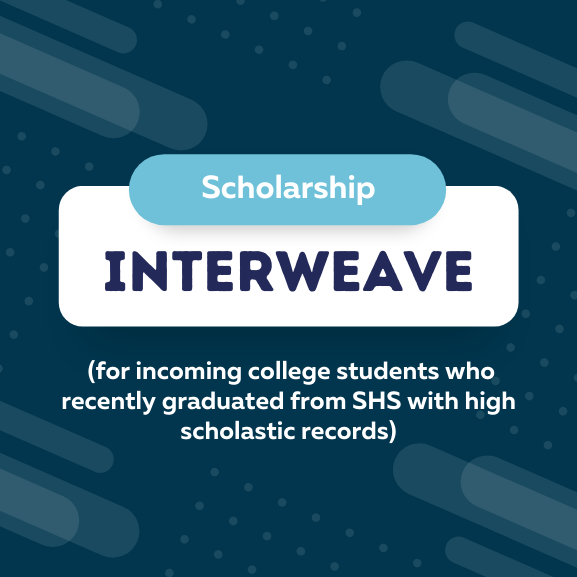 Scholarship
INTERWEAVE
(for incoming college students who
recently graduated from SHS with high
scholastic records)